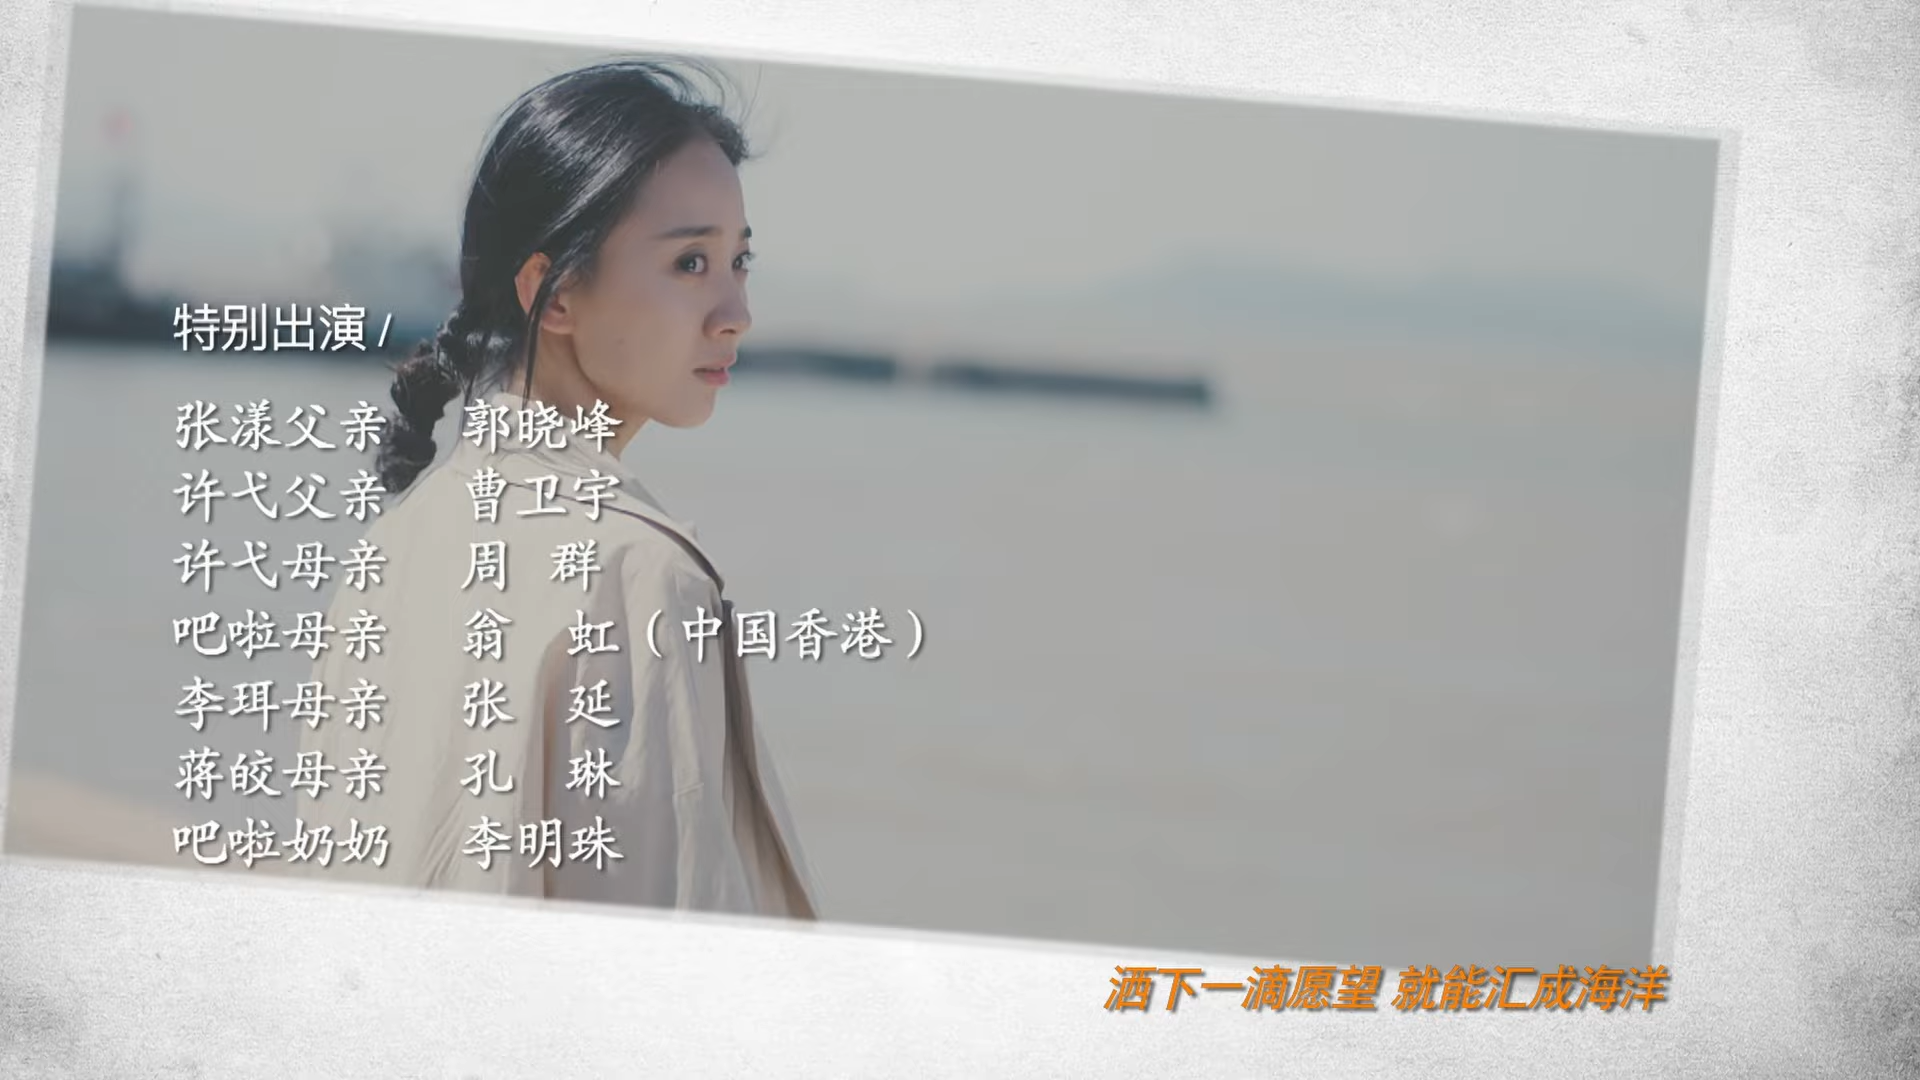 特别出演 /
张漾父亲 郭晓峰
许弋父亲 曹卫宇
许弋母亲 周 群
吧啦母亲 翁 虹（中国香港）
李珥母亲 张 延
蒋皎母亲 孔 琳
吧啦奶奶 李明珠
洒下一滴愿望 就能汇成海洋